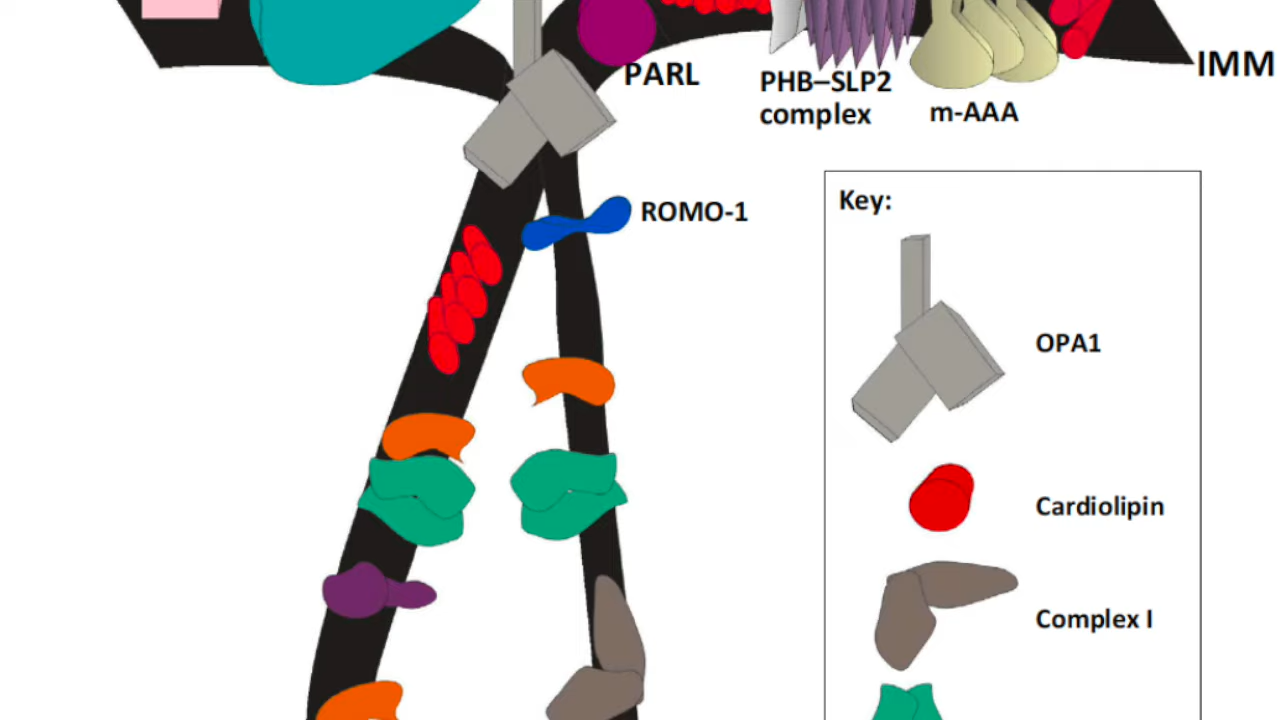 IMM
PARL
PHB–SLP2
complex
m-AAA
ROMO-1
Key:
OPA1
Cardiolipin
Complex I